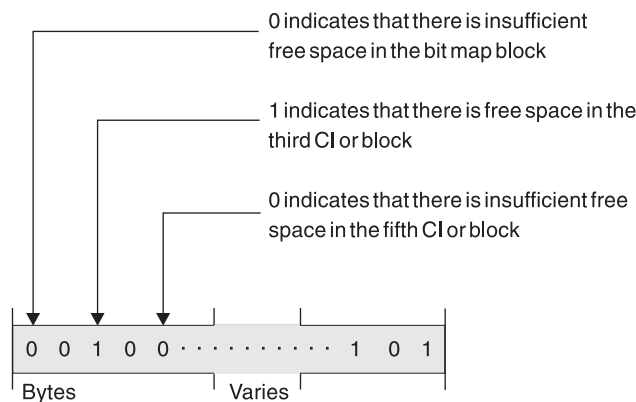 0 indicates that there is insufficient
free space in the bit map block
1 indicates that there is free space in the
third CI or block
0 indicates that there is insufficient free
space in the fifth CI or block
0 0 1 0 0 · · · · · · · · · · 1 0 1
Bytes Varies